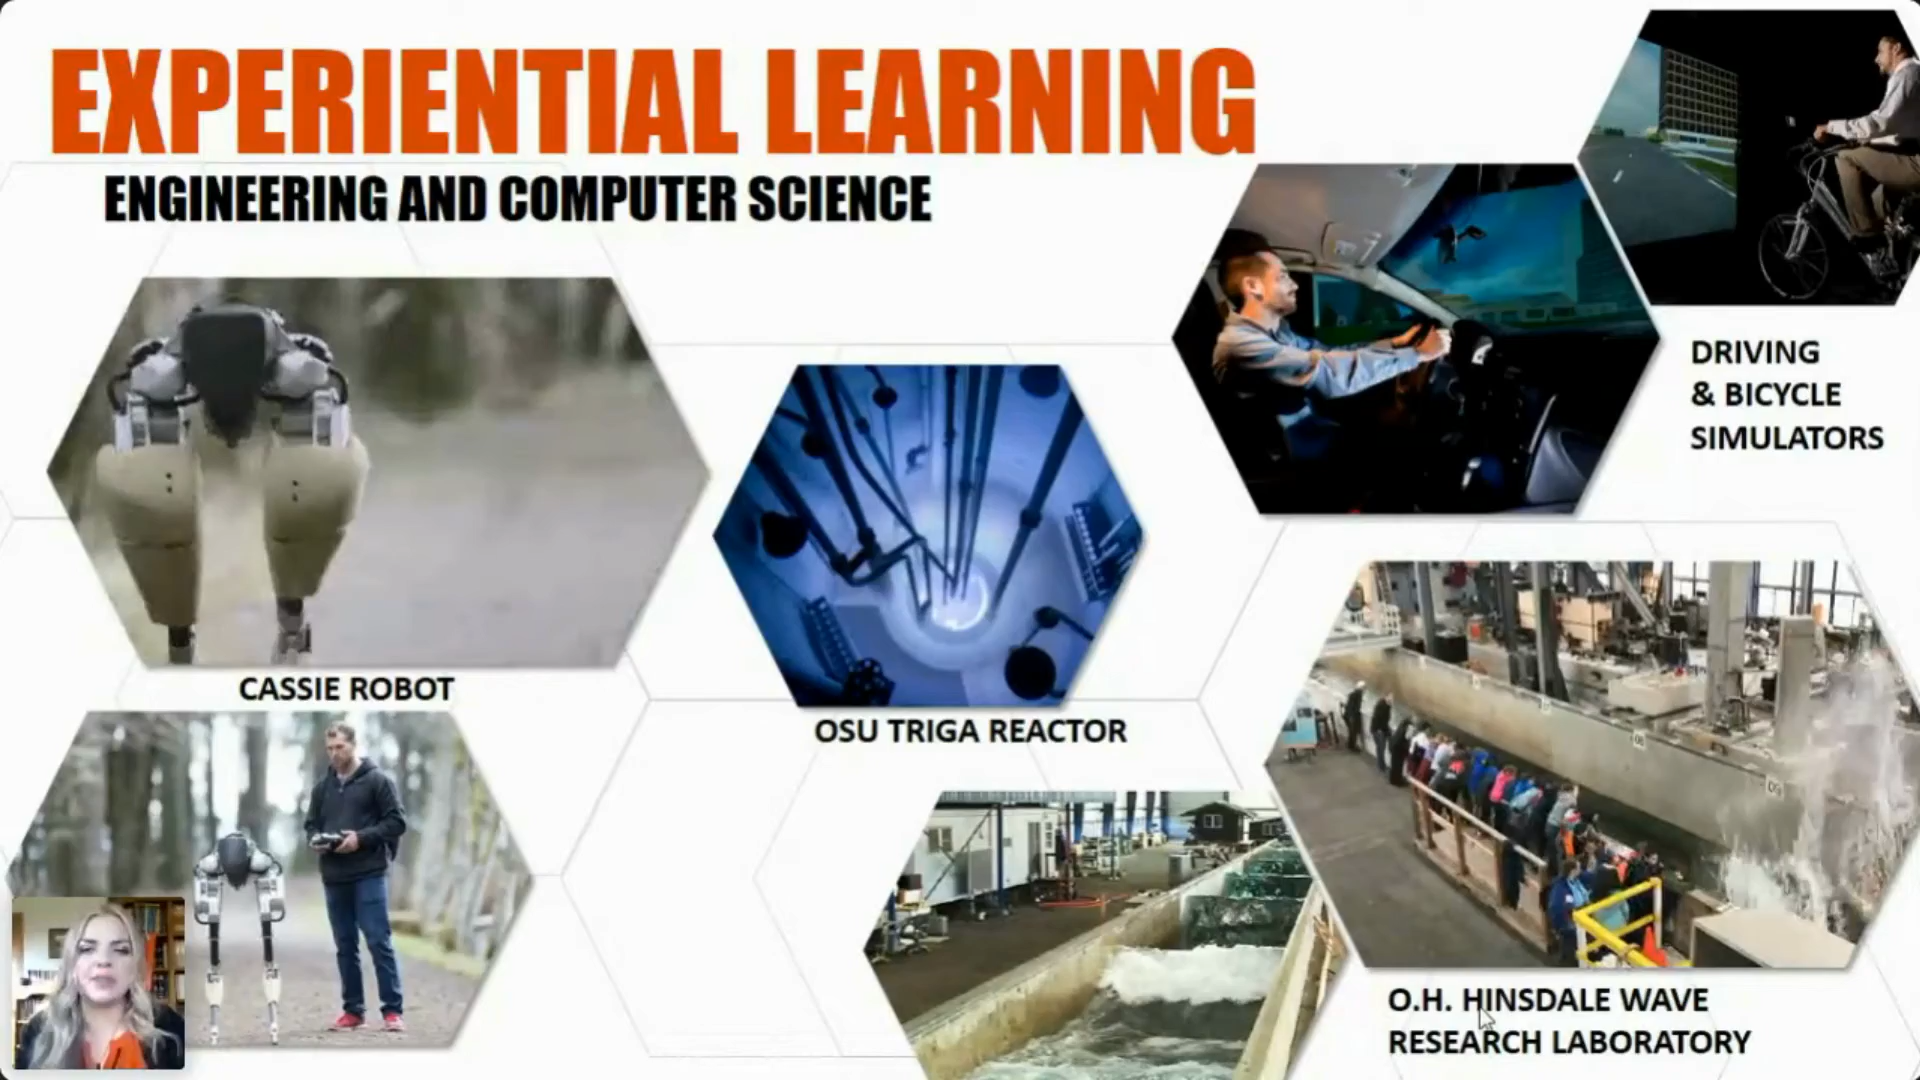 EXPERIENTIAL LEARNING
ENGINEERING AND COMPUTER SCIENCE
DRIVING
& BICYCLE
SIMULATORS
CASSIE ROBOT
OSU TRIGA REACTOR
O.H. HINSDALE WAVE
RESEARCH LABORATORY